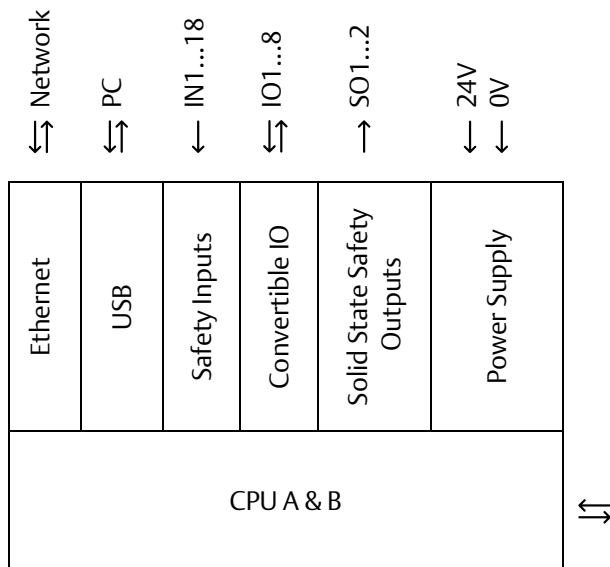 Network
PC
IN1...18
IO1...8
SO1...2
24V
0V
Ethernet
USB
Safety Inputs
Convertible IO
Solid State Safety
Outputs
Power Supply
CPU A & B